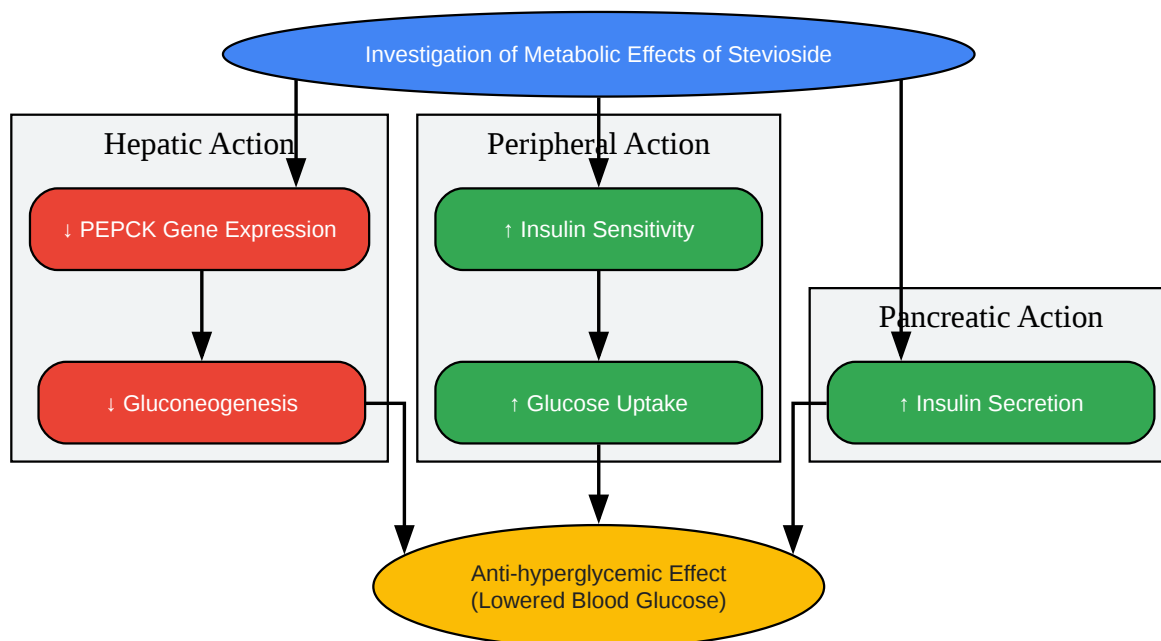 Investigation of Metabolic Effects of Stevioside
Hepatic Action
Peripheral Action
↓ PEPCK Gene Expression
↑ Insulin Sensitivity
Pancreatic Action
↓ Gluconeogenesis
↑ Glucose Uptake
↑ Insulin Secretion
Anti-hyperglycemic Effect
(Lowered Blood Glucose)